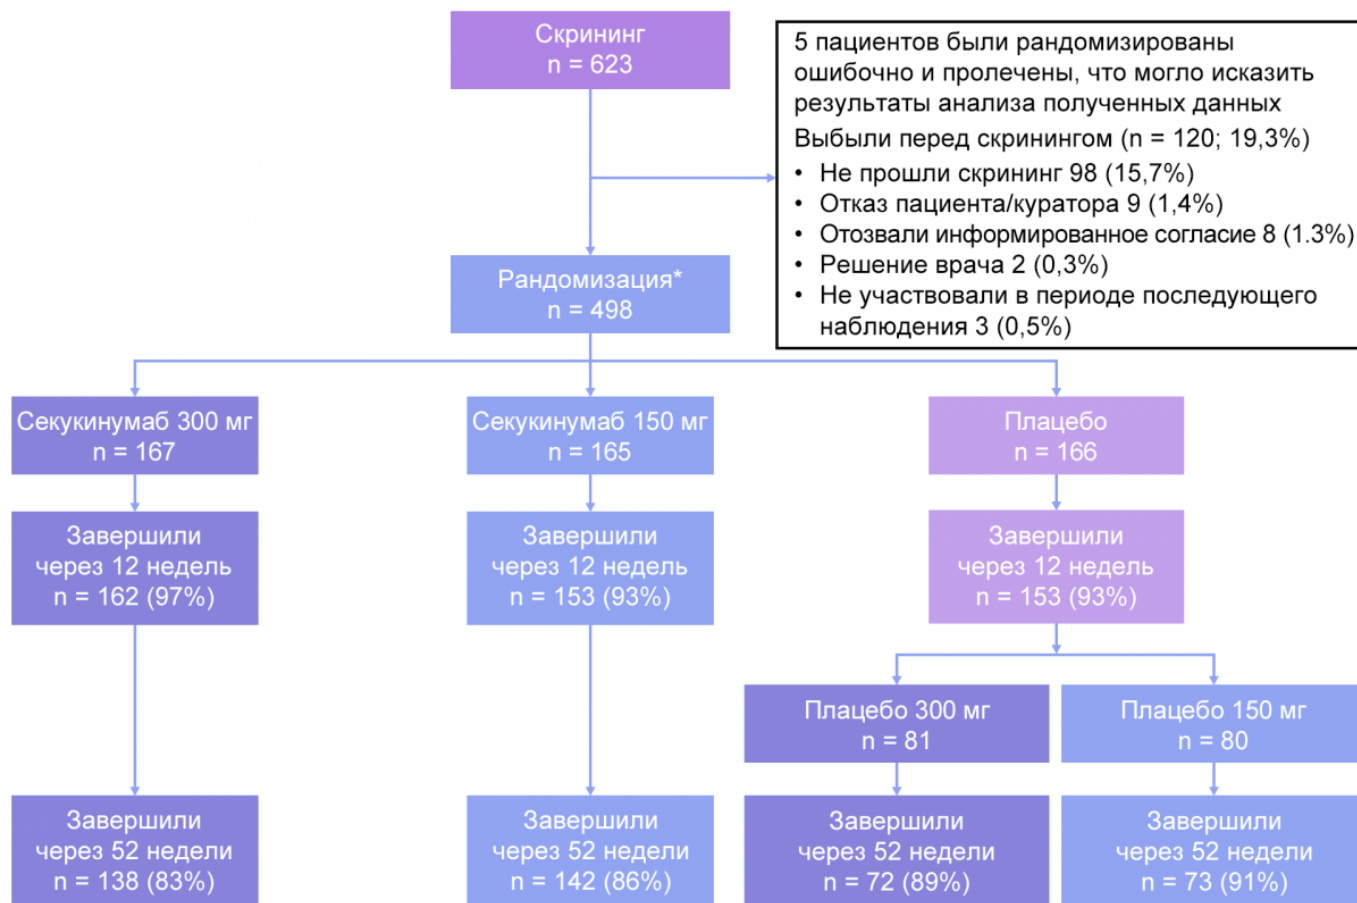 Скрининг
n = 623
5 пациентов были рандомизированы
ошибочно и пролечены, что могло исказить
результаты анализа полученных данных
Выбыли перед скринингом (n = 120; 19,3%)
• Не прошли скрининг 98 (15,7%)
• Отказ пациента/куратора 9 (1,4%)
• Отозвали информированное согласие 8 (1.3%)
• Решение врача 2 (0,3%)
• Не участвовали в периоде последующего
наблюдения 3 (0,5%)
Рандомизация*
n = 498
Секукинумаб 300 мг
n = 167
Секукинумаб 150 мг
n = 165
Плацебо
n = 166
Завершили
через 12 недель
n = 162 (97%)
Завершили
через 12 недель
n = 153 (93%)
Завершили
через 12 недель
n = 153 (93%)
Плацебо 300 мг
n = 81
Плацебо 150 мг
n = 80
Завершили
через 52 недели
n = 138 (83%)
Завершили
через 52 недели
n = 142 (86%)
Завершили
через 52 недели
n = 72 (89%)
Завершили
через 52 недели
n = 73 (91%)